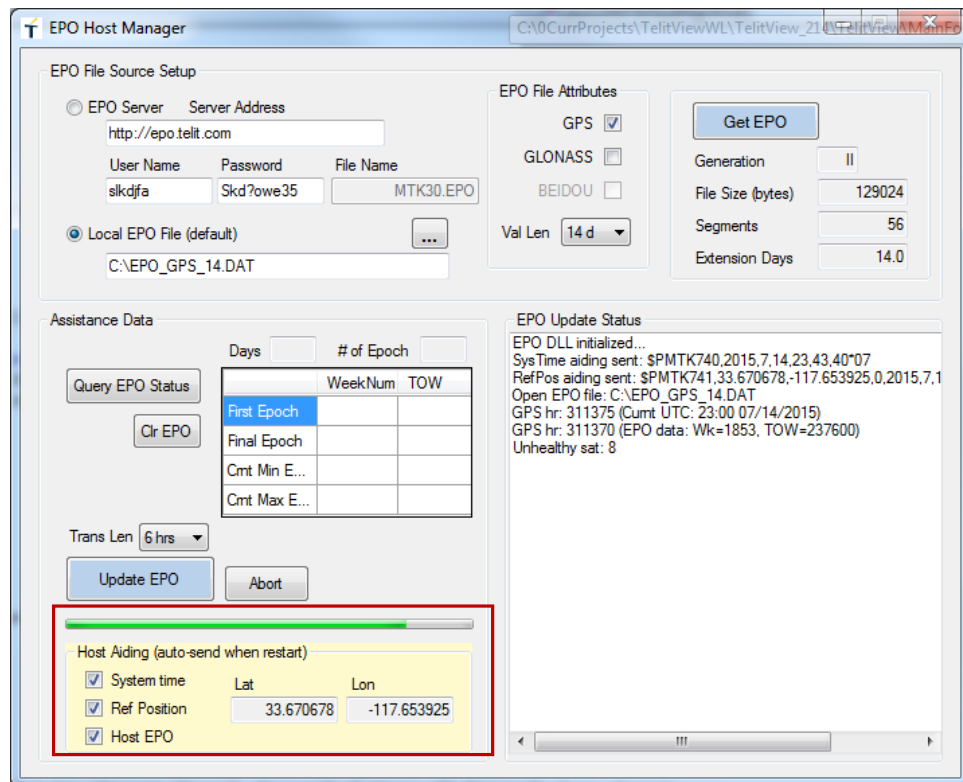 EPO Host Manager
C:\0CurrProjects\TelitViewWL\TelitView_214\TelitView\MainFo
EPO File Source Setup
EPO Server Server Address
http://epo.telit.com
User Name Password File Name
slkdjfa Skd?owe35 MTK30.EPO
Local EPO File (default) ...
C:\EPO_GPS_14.DAT
EPO File Attributes
GPS
GLONASS
BEIDOU
Val Len 14 d
Get EPO
Generation II
File Size (bytes) 129024
Segments 56
Extension Days 14.0
Assistance Data
Days # of Epoch
Query EPO Status
Clr EPO
WeekNum TOW
First Epoch
Final Epoch
Crnt Min E...
Crnt Max E...
Trans Len 6 hrs
Update EPO Abort
Host Aiding (auto-send when restart)
System time Lat Lon
Ref Position 33.670678 -117.653925
Host EPO
EPO Update Status
EPO DLL initialized...
SysTime aiding sent: $PMTK740,2015,7,14,23,43,40*07
RefPos aiding sent: $PMTK741,33.670678,-117.653925,0,2015,7,1
Open EPO file: C:\EPO_GPS_14.DAT
GPS hr: 311375 (Curnt UTC: 23:00 07/14/2015)
GPS hr: 311370 (EPO data: Wk=1853, TOW=237600)
Unhealthy sat: 8